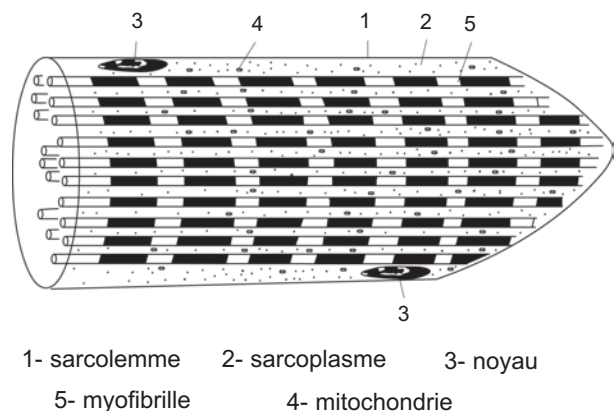 3 4 1 2 5
3
1- sarcolemme 2- sarcoplasme 3- noyau
5- myofibrille 4- mitochondrie